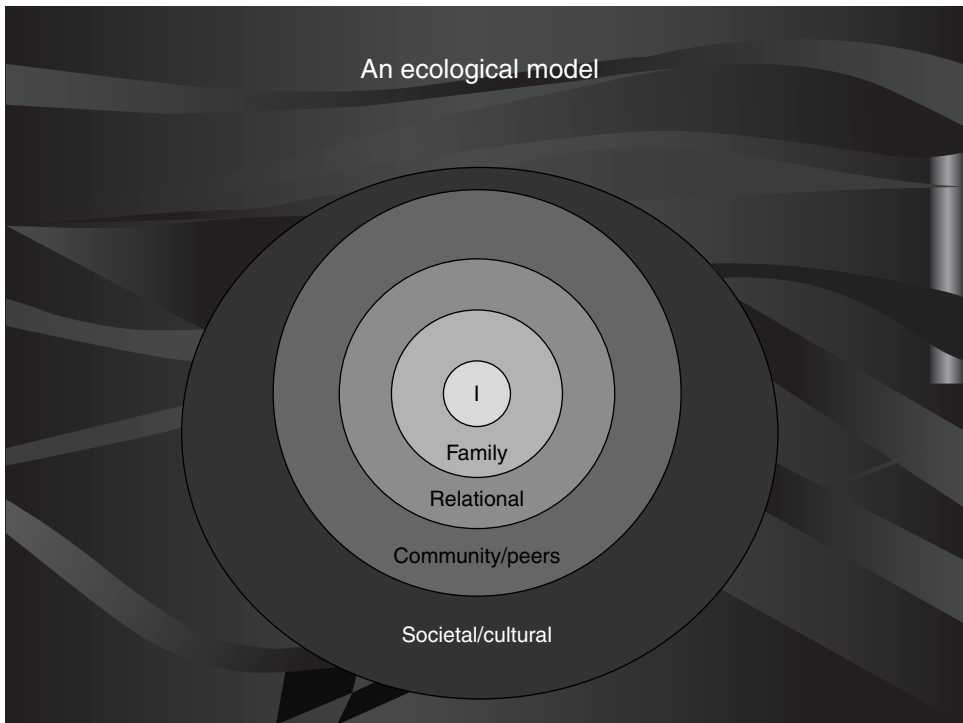 An ecological model
I
Family
Relational
Community/peers
Societal/cultural